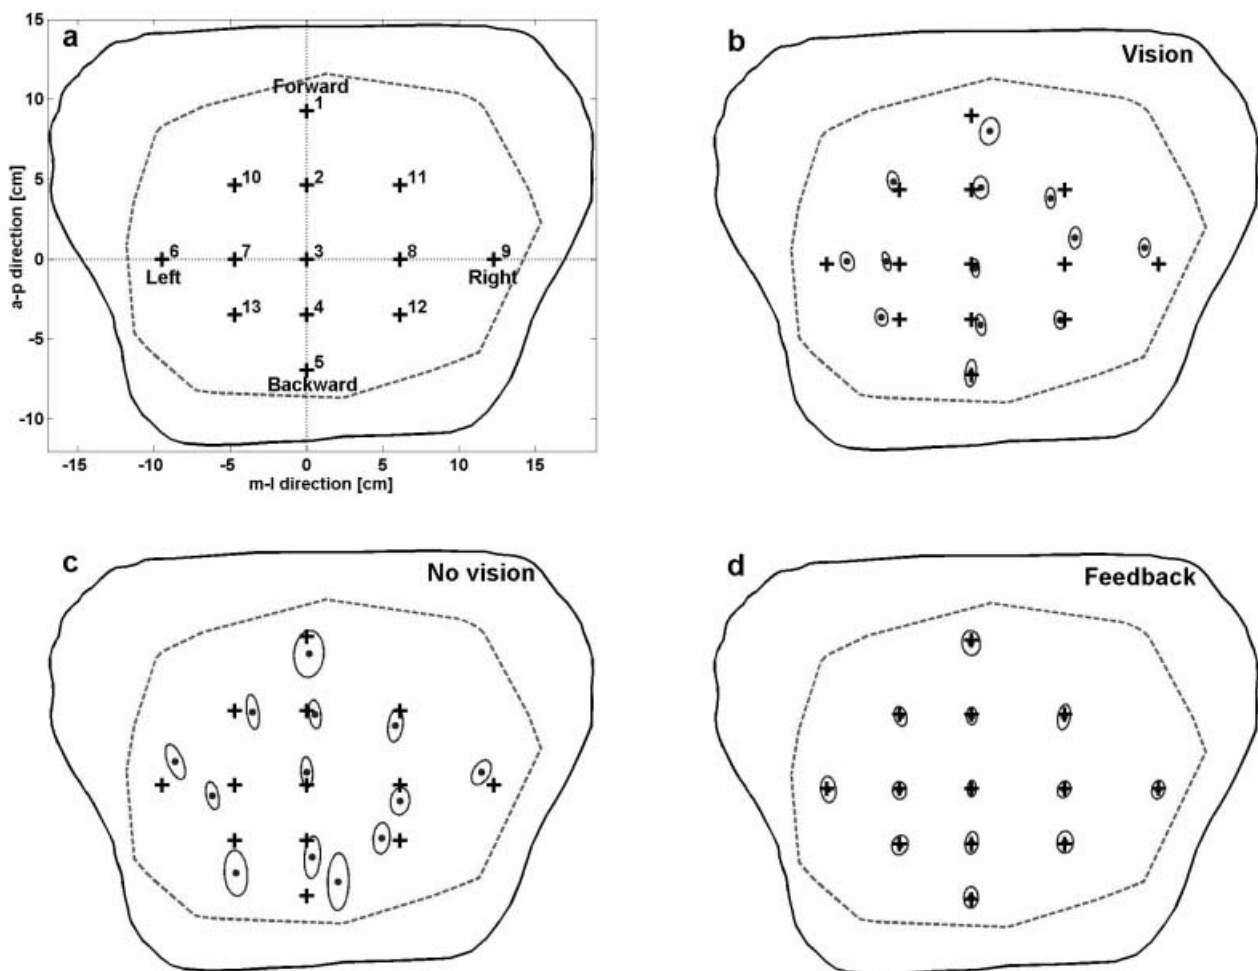 a
15
10
5
0
-5
-10
a-p direction [cm]
Forward
1
10
2
11
6
7
3
8
9
Left
Right
13
4
12
5
Backward
-15
-10
-5
0
5
10
15
m-l direction [cm]
b
Vision
c
No vision
d
Feedback